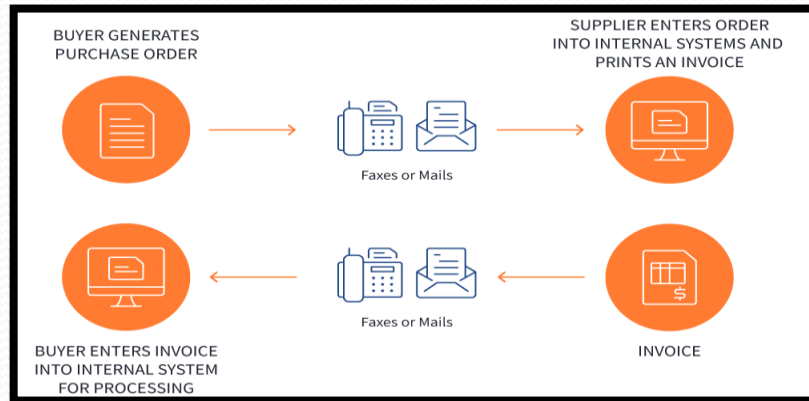 BUYER GENERATES
PURCHASE ORDER
SUPPLIER ENTERS ORDER
INTO INTERNAL SYSTEMS AND
PRINTS AN INVOICE
Faxes or Mails
Faxes or Mails
$
BUYER ENTERS INVOICE
INTO INTERNAL SYSTEM
FOR PROCESSING
INVOICE